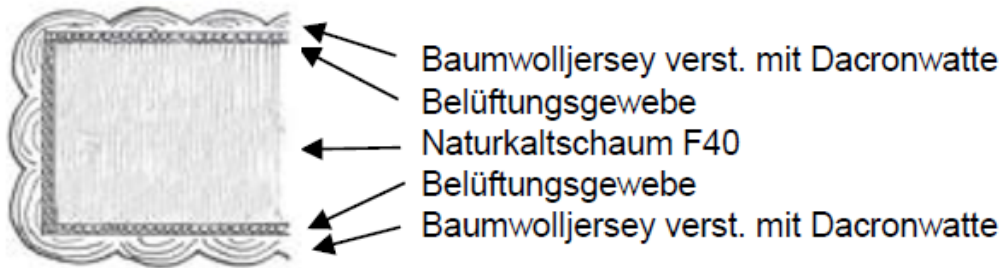 Baumwolljersey verst. mit Dacronwatte
Belüftungsgewebe
Naturkaltschaum F40
Belüftungsgewebe
Baumwolljersey verst. mit Dacronwatte